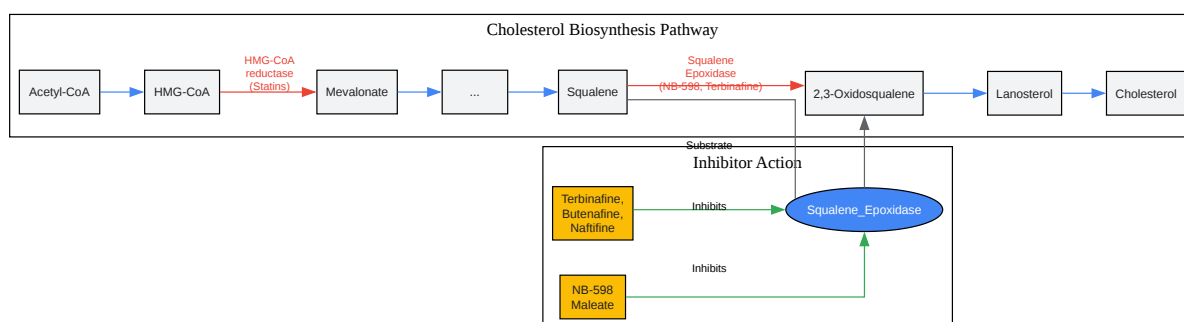 Cholesterol Biosynthesis Pathway
HMG-CoA
reductase
(Statins)
Squalene
Epoxidase
(NB-598, Terbinafine)
Acetyl-CoA
HMG-CoA
Mevalonate
...
Squalene
2,3-Oxidosqualene
Lanosterol
Cholesterol
Substrate
Inhibitor Action
Terbinafine,
Butenafine,
Naftifine
Inhibits
Squalene_Epoxidase
Inhibits
NB-598
Maleate